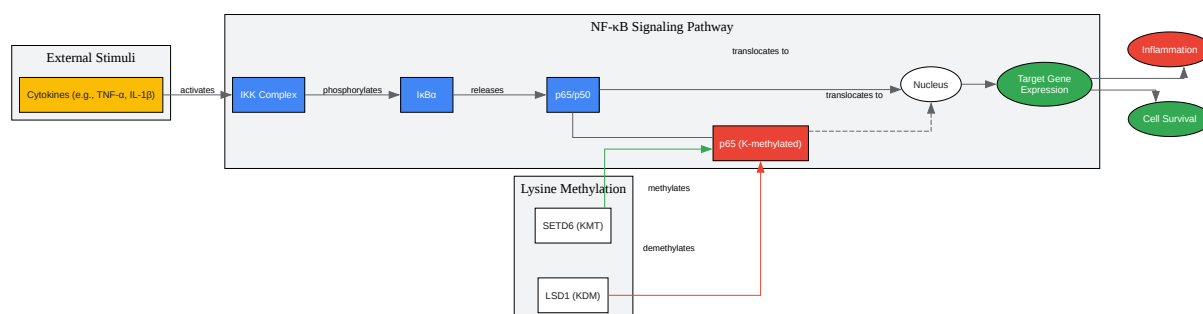 NF-κB Signaling Pathway
External Stimuli
Cytokines (e.g., TNF-α, IL-1β)
activates
IKK Complex
phosphorylates
IκBα
releases
p65/p50
translocates to
translocates to
Nucleus
Target Gene
Expression
Inflammation
Cell Survival
p65 (K-methylated)
Lysine Methylation
methylates
SETD6 (KMT)
demethylates
LSD1 (KDM)